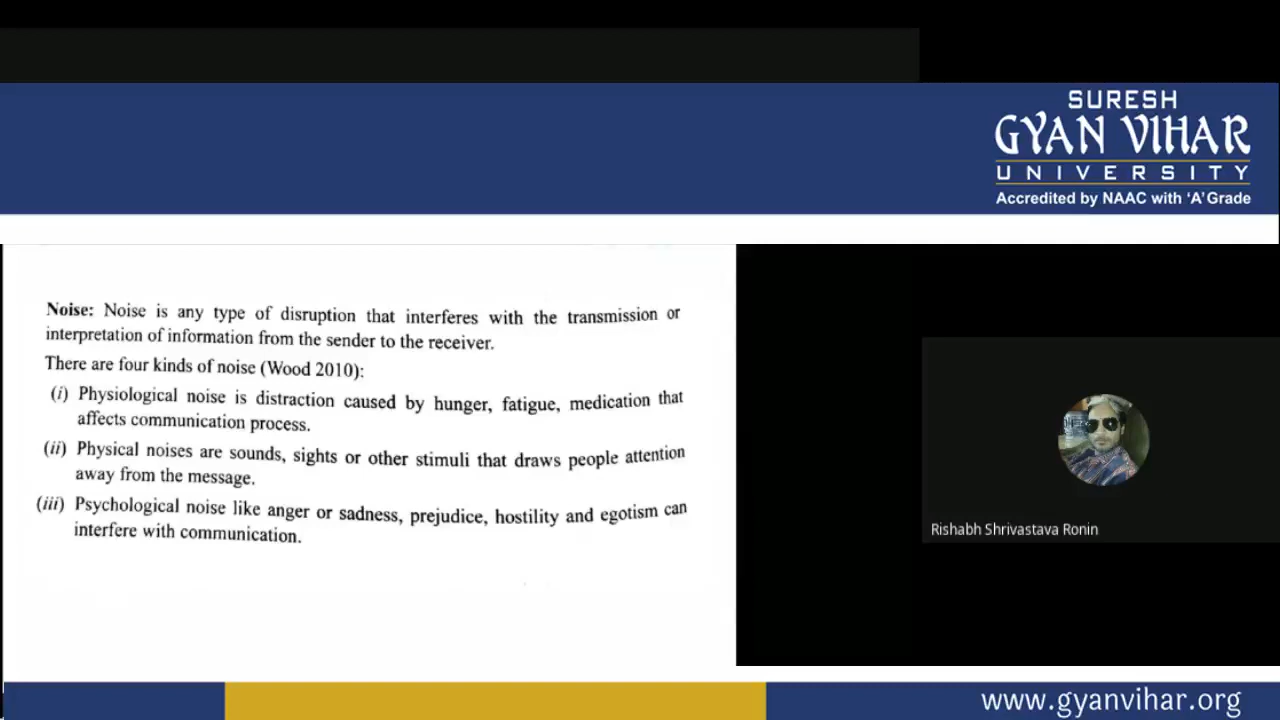 SURESH
GYAN VIHAR
UNIVERSITY
Accredited by NAAC with ‘A’ Grade
Noise: Noise is any type of disruption that interferes with the transmission or
interpretation of information from the sender to the receiver.
There are four kinds of noise (Wood 2010):
(i) Physiological noise is distraction caused by hunger, fatigue, medication that
affects communication process.
(ii) Physical noises are sounds, sights or other stimuli that draws people attention
away from the message.
(iii) Psychological noise like anger or sadness, prejudice, hostility and egotism can
interfere with communication.
Rishabh Shrivastava Ronin
www.gyanvihar.org